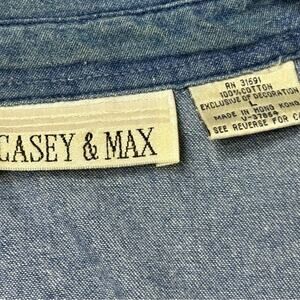 CASEY & MAX
RN 31691
100% COTTON
EXCLUSIVE OF DECORATION
MADE IN HONG KONG
SEE REVERSE FOR